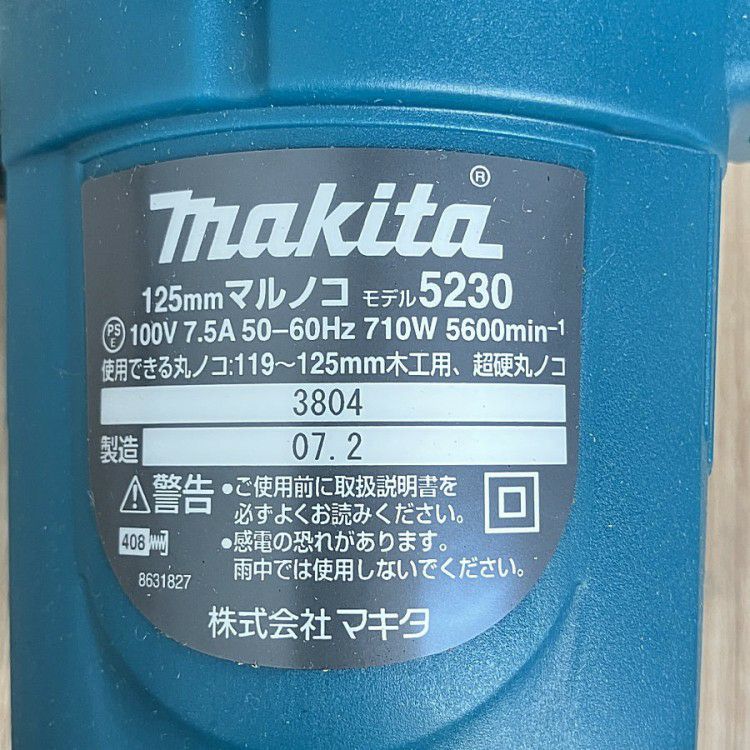 makita®
125mmマルノコ モデル5230
PSE 100V 7.5A 50–60Hz 710W 5600min⁻¹
使用できる丸ノコ:119～125mm木工用、超硬丸ノコ
3804
製造 07.2
⚠警告 •ご使用前に取扱説明書を
必ずよくお読みください。
408 •感電の恐れがあります。
8631827 雨中では使用しないでください。
株式会社 マキタ